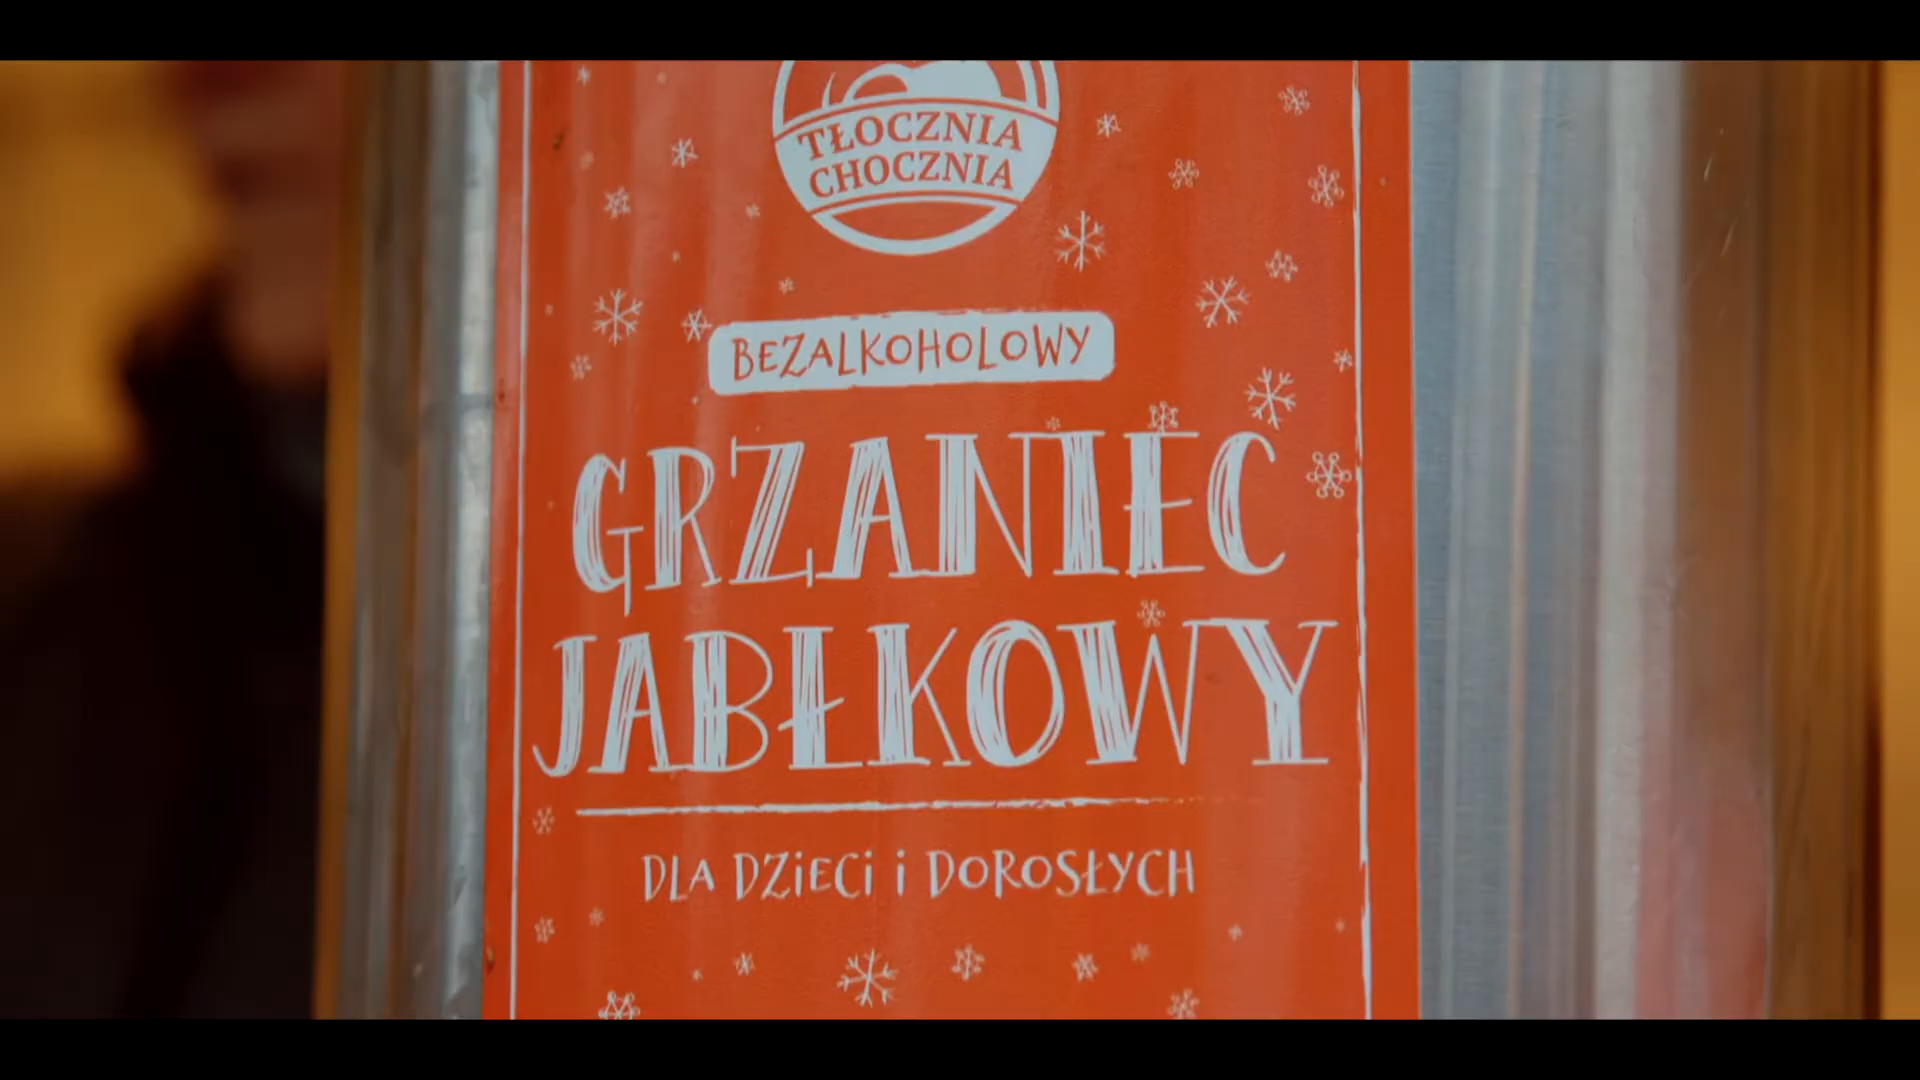 TŁOCZNIA
CHOCZNIA
BEZALKOHOLOWY
GRZANIEC
JABŁKOWY
DLA DZiECi i DOROSŁYCH